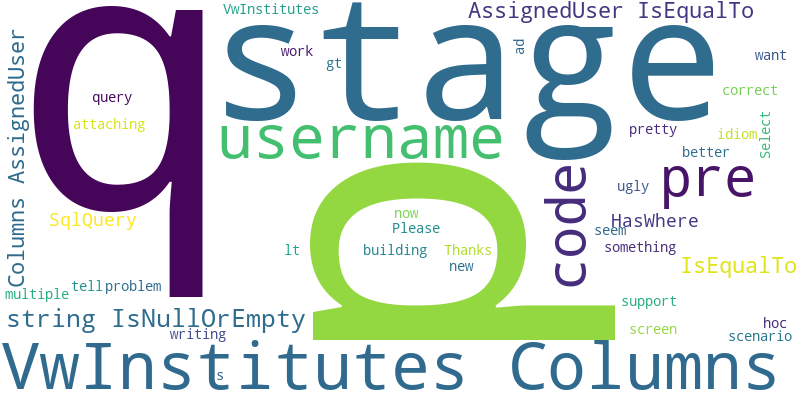 VwInstitutes
AssignedUser IsEqualTo
q
stage
work
gt
ad
want
query
correct
attaching
username
pretty
idiom
Select
better
Columns AssignedUser
p
code
ugly
pre
SqlQuery
now
Please
HasWhere
seem
lt
building
Thanks
something
new
IsEqualTo
tell
problem
multiple
support
string IsNullOrEmpty
writing
screen
hoc
scenario
VwInstitutes Columns
s